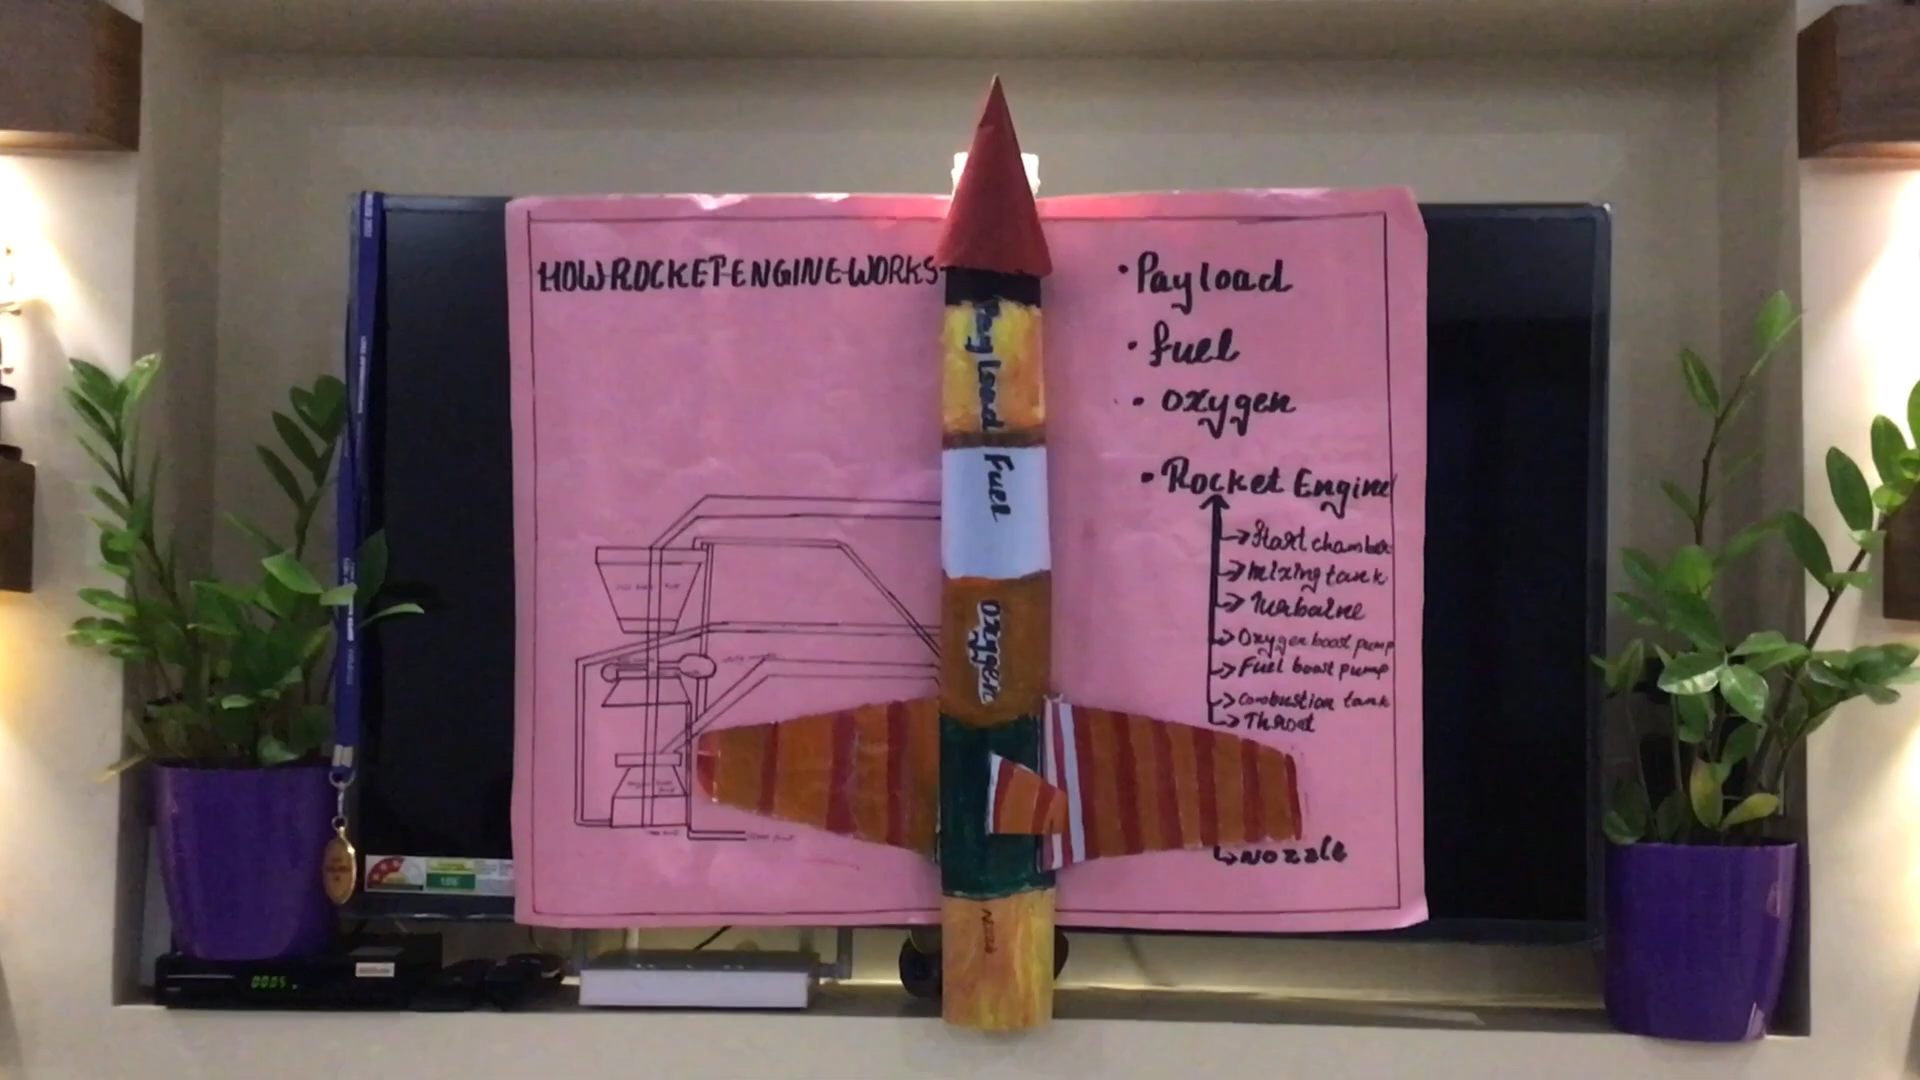 HOW ROCKET ENGINE WORKS
Payload
Fuel
Oxygen
• Payload
• fuel
• oxygen
• Rocket Engine
Start chamber
mixing tank
Turbaine
Oxygen boost pump
Fuel boost pump
Combustion tank
Throat
Nozzle
0005